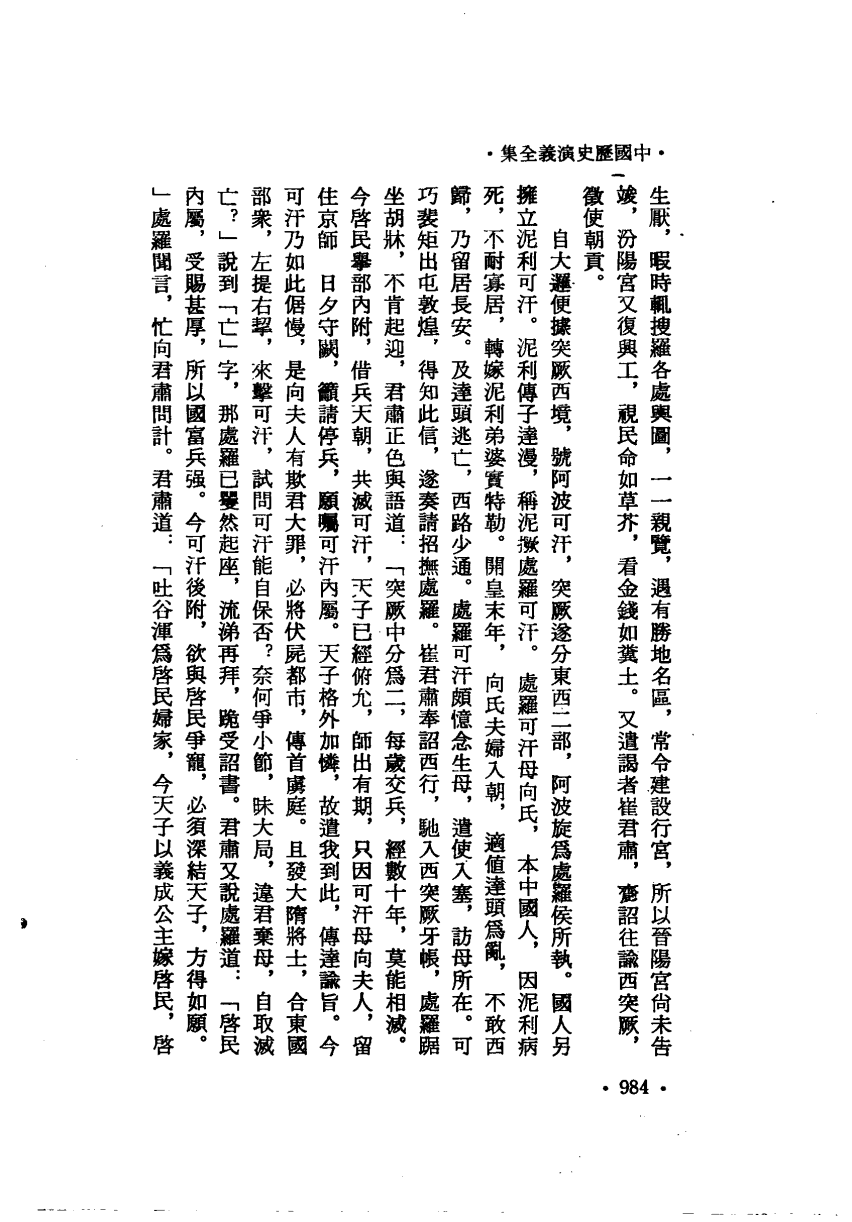 ·中國歷史演義全集·
生厭，暇時輒搜羅各處輿圖，一一親覽，遇有勝地名區，常令建設行宮，所以晉陽宮尙未告
竣，汾陽宮又復興工，視民命如草芥，看金錢如糞土。又遣謁者崔君肅，齎詔往諭西突厥，
徵使朝貢。
自大邏便據突厥西境，號阿波可汗，突厥遂分東西二部，阿波旋爲處羅侯所執。國人另
擁立泥利可汗。泥利傳子達漫，稱泥撅處羅可汗。處羅可汗母向氏，本中國人，因泥利病
死，不耐寡居，轉嫁泥利弟婆實特勒。開皇末年，向氏夫婦入朝，適值達頭爲亂，不敢西
歸，乃留居長安。及達頭逃亡，西路少通。處羅可汗頗憶念生母，遣使入塞，訪母所在。可
巧裴矩出屯敦煌，得知此信，遂奏請招撫處羅。崔君肅奉詔西行，馳入西突厥牙帳，處羅踞
坐胡牀，不肯起迎，君肅正色與語道：「突厥中分爲二，每歲交兵，經數十年，莫能相滅。
今啓民舉部內附，借兵天朝，共滅可汗，天子已經俯允，師出有期，只因可汗母向夫人，留
住京師 日夕守闕，籲請停兵，願囑可汗內屬。天子格外加憐，故遣我到此，傳達諭旨。今
可汗乃如此倨慢，是向夫人有欺君大罪，必將伏屍都市，傳首虜庭。且發大隋將士，合東國
部衆，左提右挈，來擊可汗，試問可汗能自保否？奈何爭小節，昧大局，違君棄母，自取滅
亡？」說到「亡」字，那處羅已矍然起座，流涕再拜，跪受詔書。君肅又說處羅道：「啓民
內屬，受賜甚厚，所以國富兵强。今可汗後附，欲與啓民爭寵，必須深結天子，方得如願。
」處羅聞言，忙向君肅問計。君肅道：「吐谷渾爲啓民婦家，今天子以義成公主嫁啓民，啓
·984·